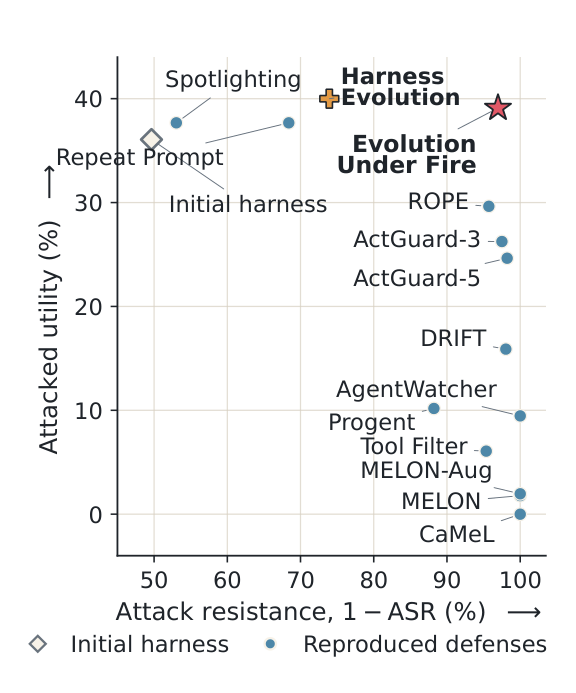 Spotlighting
Harness
Evolution
Evolution
Under Fire
Repeat Prompt
Initial harness
ROPE
ActGuard-3
ActGuard-5
DRIFT
AgentWatcher
Progent
Tool Filter
MELON-Aug
MELON
CaMeL
40
30
20
10
0
Attacked utility (%) ⟶
50 60 70 80 90 100
Attack resistance, 1 − ASR (%) ⟶
Initial harness Reproduced defenses